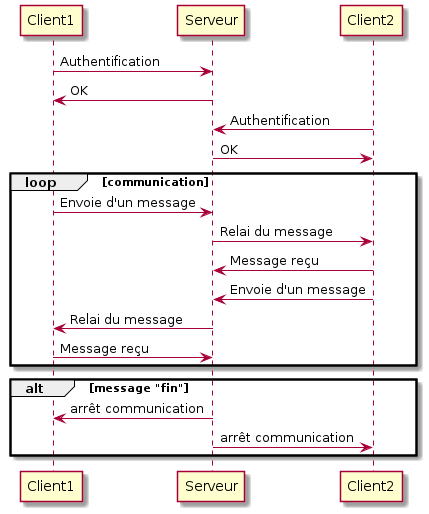 Client1 Serveur Client2
Authentification
OK
Authentification
OK
loop [communication]
Envoie d'un message
Relai du message
Message reçu
Envoie d'un message
Relai du message
Message reçu
alt [message "fin"]
arrêt communication
arrêt communication
Client1 Serveur Client2